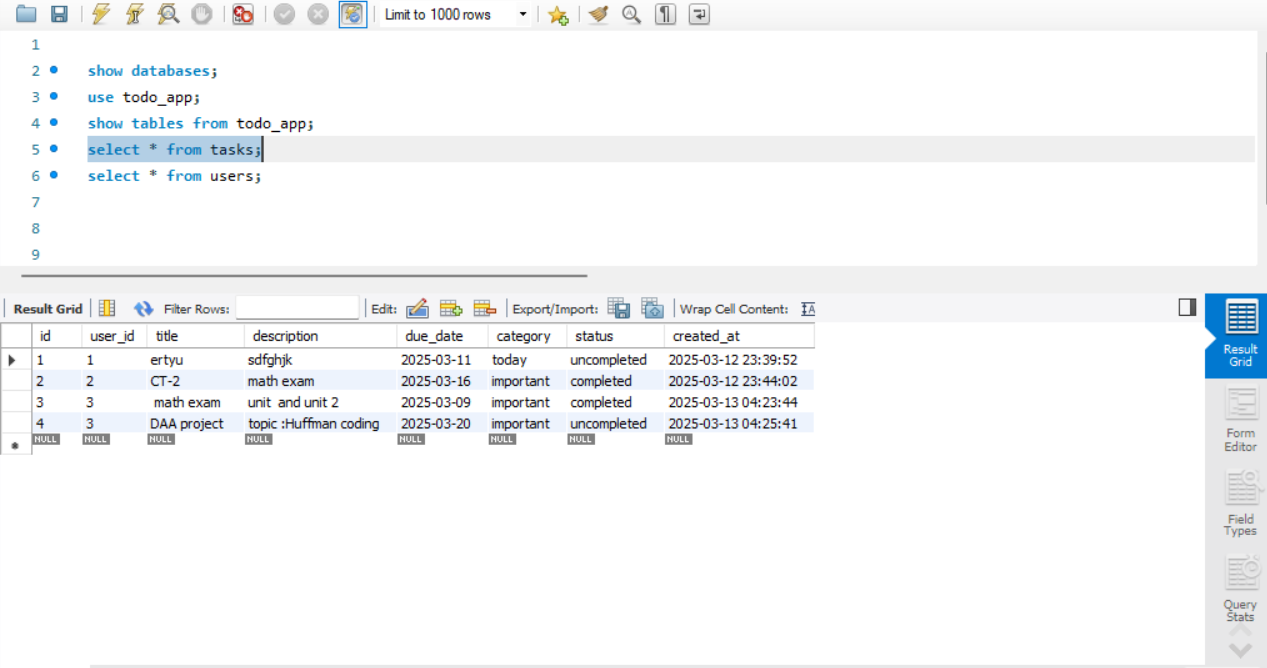 Limit to 1000 rows
1
2 show databases;
3 use todo_app;
4 show tables from todo_app;
5 select * from tasks;
6 select * from users;
7
8
9
Result Grid Filter Rows: Edit: Export/Import: Wrap Cell Content: IA
id user_id title description due_date category status created_at
1 1 ertyu sdfghjk 2025-03-11 today uncompleted 2025-03-12 23:39:52
2 2 CT-2 math exam 2025-03-16 important completed 2025-03-12 23:44:02
3 3 math exam unit and unit 2 2025-03-09 important completed 2025-03-13 04:23:44
4 3 DAA project topic :Huffman coding 2025-03-20 important uncompleted 2025-03-13 04:25:41
NULL NULL NULL NULL NULL NULL NULL NULL
Result
Grid
Form
Editor
Field
Types
Query
Stats